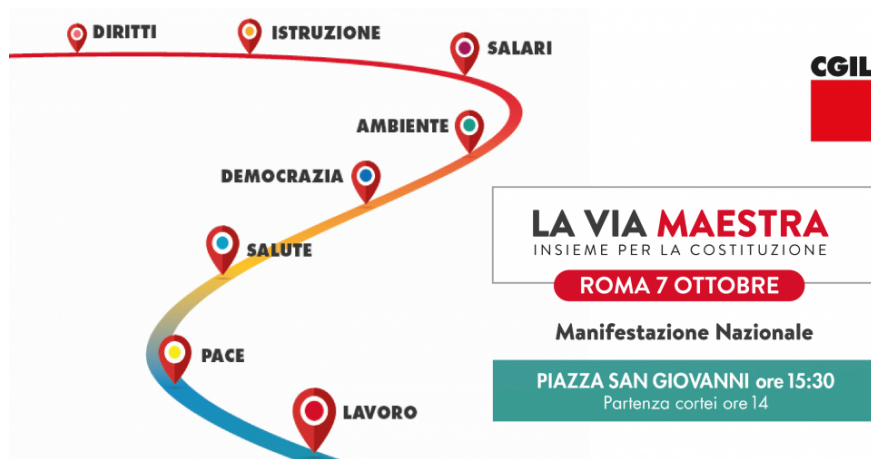 DIRITTI
ISTRUZIONE
SALARI
CGIL
AMBIENTE
DEMOCRAZIA
SALUTE
PACE
LAVORO
LA VIA MAESTRA
INSIEME PER LA COSTITUZIONE
ROMA 7 OTTOBRE
Manifestazione Nazionale
PIAZZA SAN GIOVANNI ore 15:30
Partenza cortei ore 14